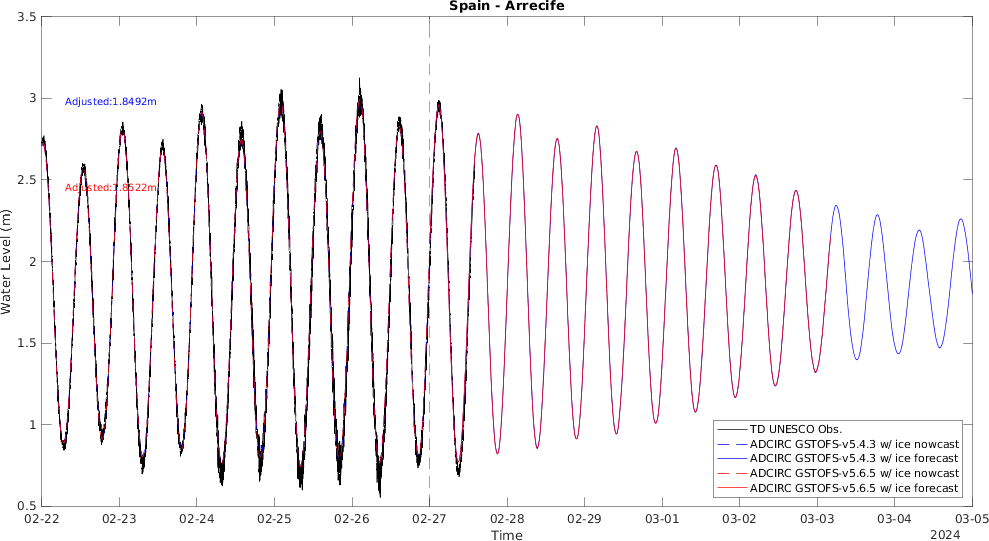 Spain - Arrecife
3.5
3
2.5
2
1.5
1
0.5
Water Level (m)
Adjusted:1.8492m
Adjusted:1.8522m
TD UNESCO Obs.
ADCIRC GSTOFS-v5.4.3 w/ ice nowcast
ADCIRC GSTOFS-v5.4.3 w/ ice forecast
ADCIRC GSTOFS-v5.6.5 w/ ice nowcast
ADCIRC GSTOFS-v5.6.5 w/ ice forecast
02-22 02-23 02-24 02-25 02-26 02-27 02-28 02-29 03-01 03-02 03-03 03-04 03-05
Time
2024